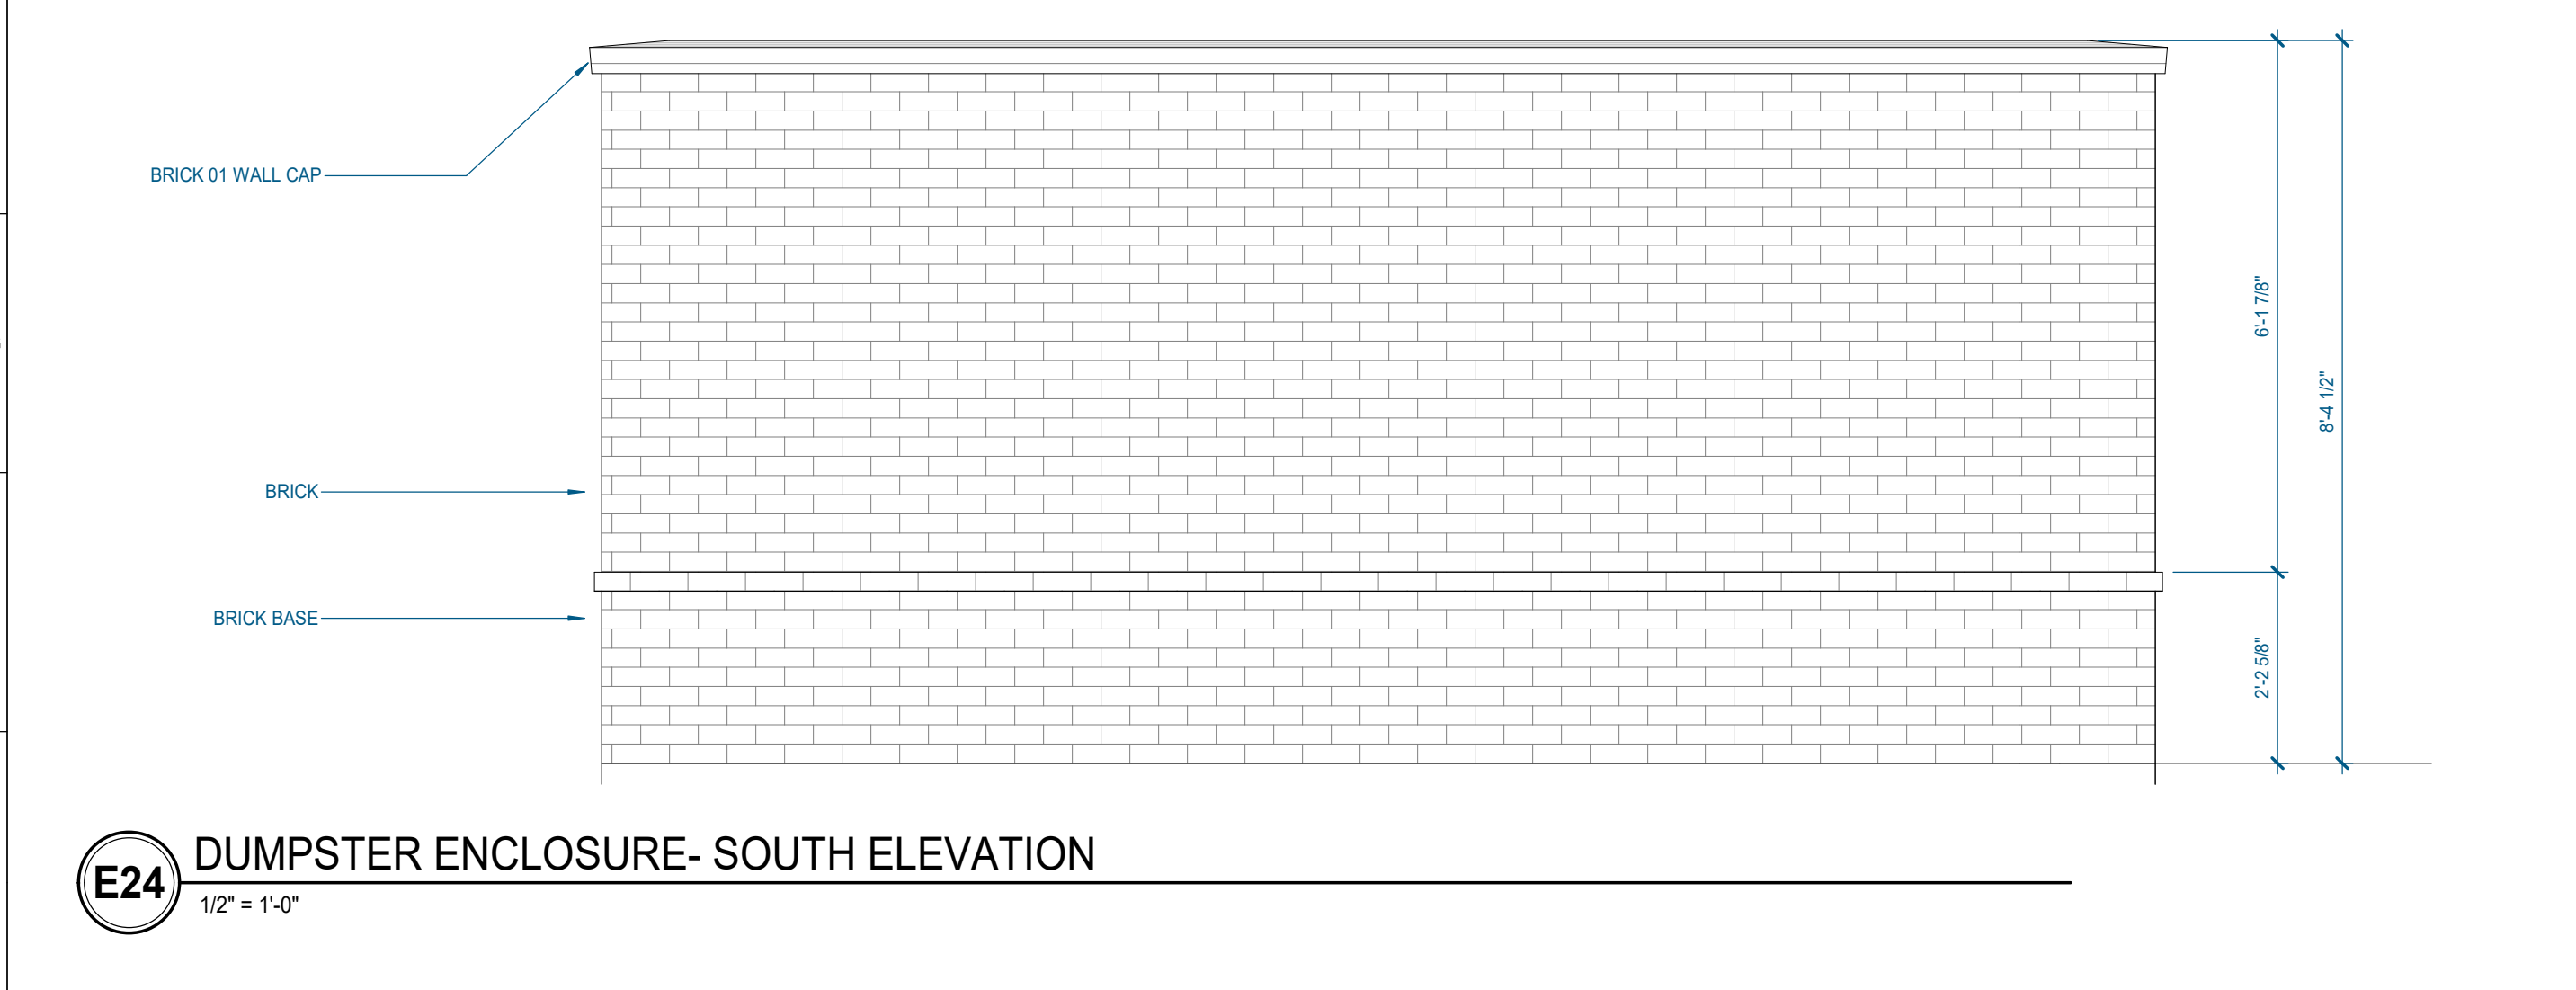 BRICK 01 WALL CAP
BRICK
BRICK BASE
6'-1 7/8"
8'-4 1/2"
2'-2 5/8"
E24
DUMPSTER ENCLOSURE- SOUTH ELEVATION
1/2" = 1'-0"